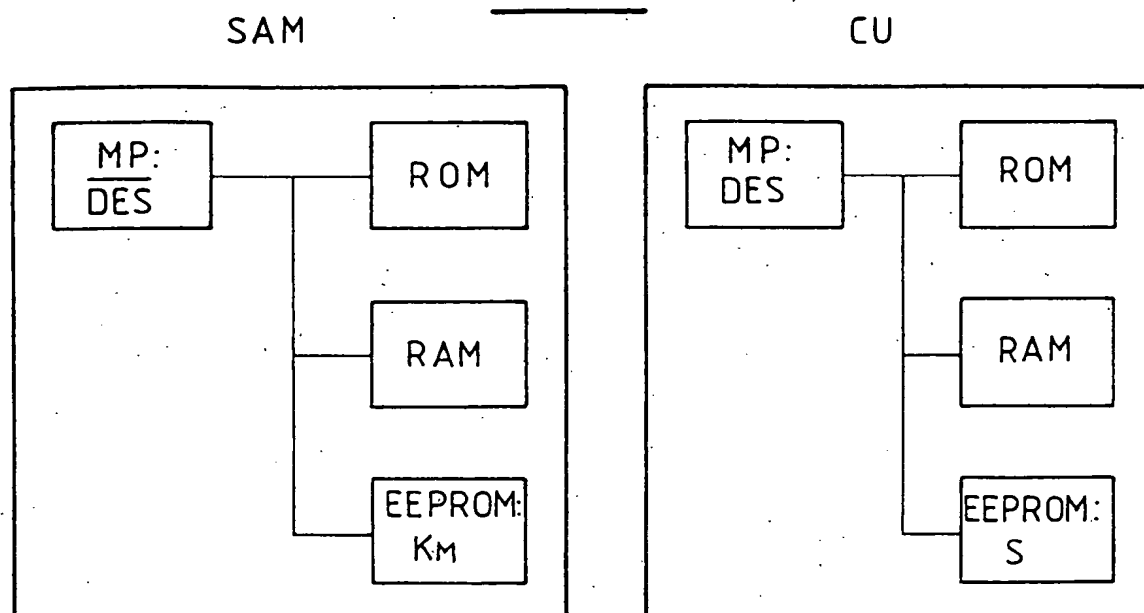 SAM
CU
MP:
DES
ROM
RAM
EEPROM:
KM
MP:
DES
ROM
RAM
EEPROM:
S